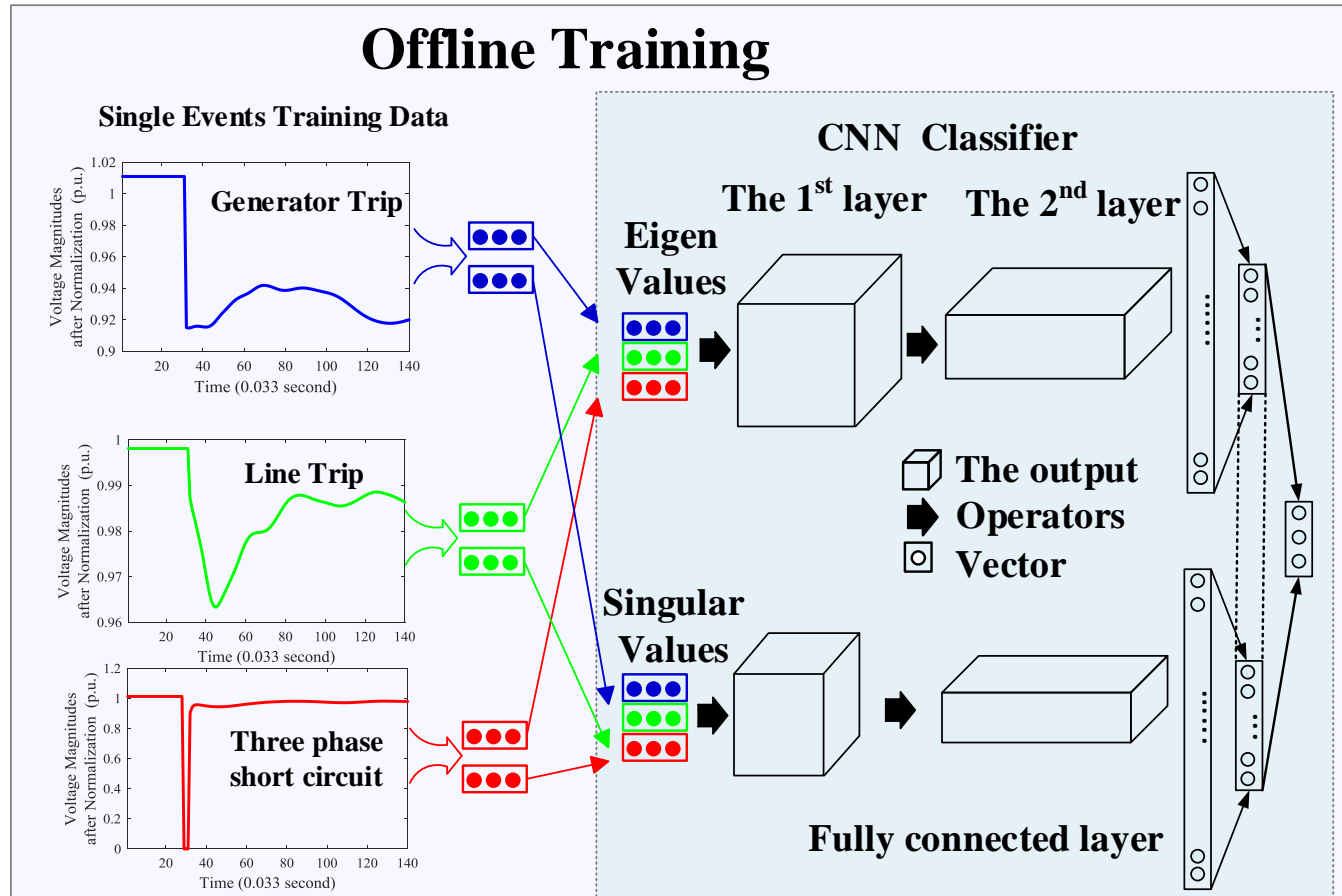 Offline Training
Single Events Training Data
Voltage Magnitudes
after Normalization (p.u.)
1.02
1
0.98
0.96
0.94
0.92
0.9
Generator Trip
20 40 60 80 100 120 140
Time (0.033 second)
Voltage Magnitudes
after Normalization (p.u.)
1
0.99
0.98
0.97
0.96
Line Trip
20 40 60 80 100 120 140
Time (0.033 second)
Voltage Magnitudes
after Normalization (p.u.)
1.2
1
0.8
0.6
0.4
0.2
0
Three phase
short circuit
20 40 60 80 100 120 140
Time (0.033 second)
CNN Classifier
The 1st layer
The 2nd layer
Eigen
Values
The output
Operators
Vector
Singular
Values
Fully connected layer